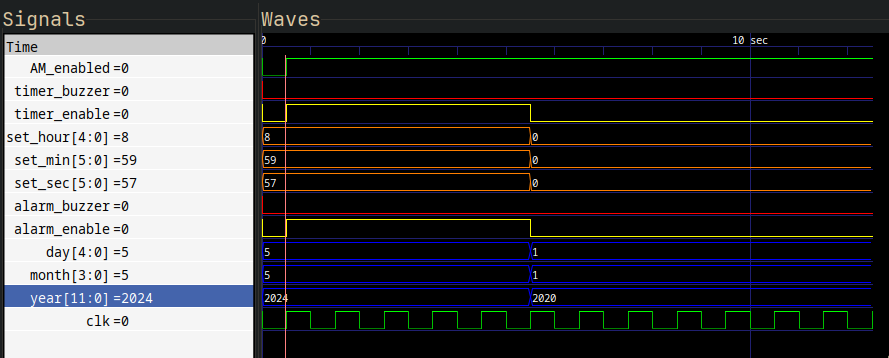 Signals Waves
Time 0 10 sec
AM_enabled=0
timer_buzzer=0
timer_enable=0
set_hour[4:0]=8 8 0
set_min[5:0]=59 59 0
set_sec[5:0]=57 57 0
alarm_buzzer=0
alarm_enable=0
day[4:0]=5 5 1
month[3:0]=5 5 1
year[11:0]=2024 2024 2020
clk=0